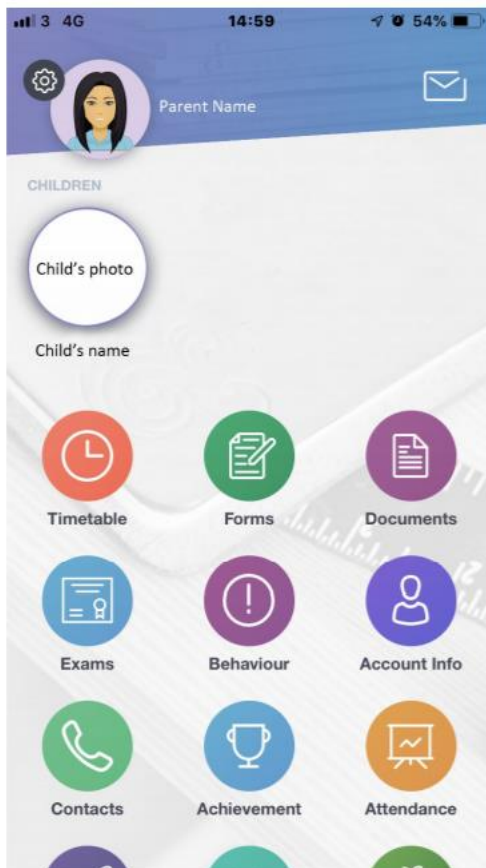 3 4G 14:59 54%
Parent Name
CHILDREN
Child's photo
Child's name
Timetable Forms Documents
Exams Behaviour Account Info
Contacts Achievement Attendance